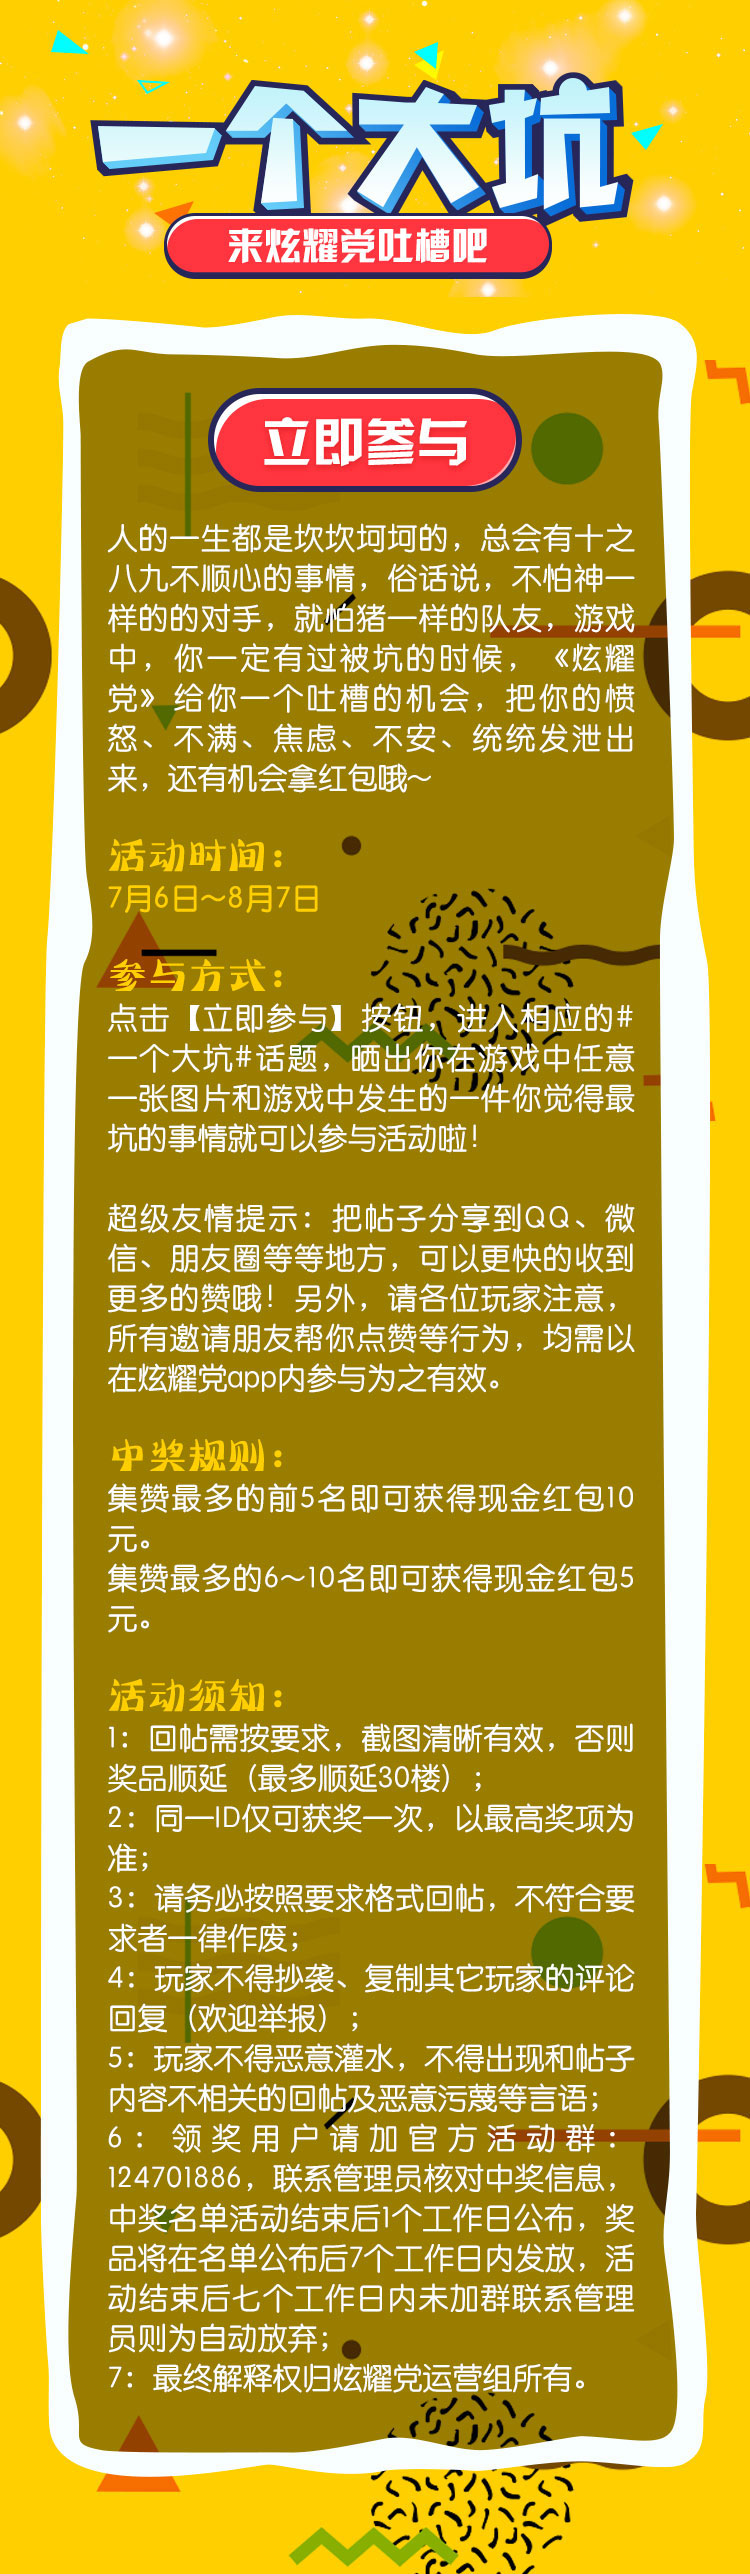 一个大坑
来炫耀党吐槽吧
立即参与
人的一生都是坎坎坷坷的，总会有十之
八九不顺心的事情，俗话说，不怕神一
样的的对手，就怕猪一样的队友，游戏
中，你一定有过被坑的时候，《炫耀
党》给你一个吐槽的机会，把你的愤
怒、不满、焦虑、不安、统统发泄出
来，还有机会拿红包哦～
活动时间：
7月6日～8月7日
参与方式：
点击【立即参与】按钮，进入相应的#
一个大坑#话题，晒出你在游戏中任意
一张图片和游戏中发生的一件你觉得最
坑的事情就可以参与活动啦！
超级友情提示：把帖子分享到QQ、微
信、朋友圈等等地方，可以更快的收到
更多的赞哦！另外，请各位玩家注意，
所有邀请朋友帮你点赞等行为，均需以
在炫耀党app内参与为之有效。
中奖规则：
集赞最多的前5名即可获得现金红包10
元。
集赞最多的6～10名即可获得现金红包5
元。
活动须知：
1：回帖需按要求，截图清晰有效，否则
奖品顺延（最多顺延30楼）；
2：同一ID仅可获奖一次，以最高奖项为
准；
3：请务必按照要求格式回帖，不符合要
求者一律作废；
4：玩家不得抄袭、复制其它玩家的评论
回复（欢迎举报）；
5：玩家不得恶意灌水，不得出现和帖子
内容不相关的回帖及恶意污蔑等言语；
6：领奖用户请加官方活动群：
124701886，联系管理员核对中奖信息，
中奖名单活动结束后1个工作日公布，奖
品将在名单公布后7个工作日内发放，活
动结束后七个工作日内未加群联系管理
员则为自动放弃；
7：最终解释权归炫耀党运营组所有。